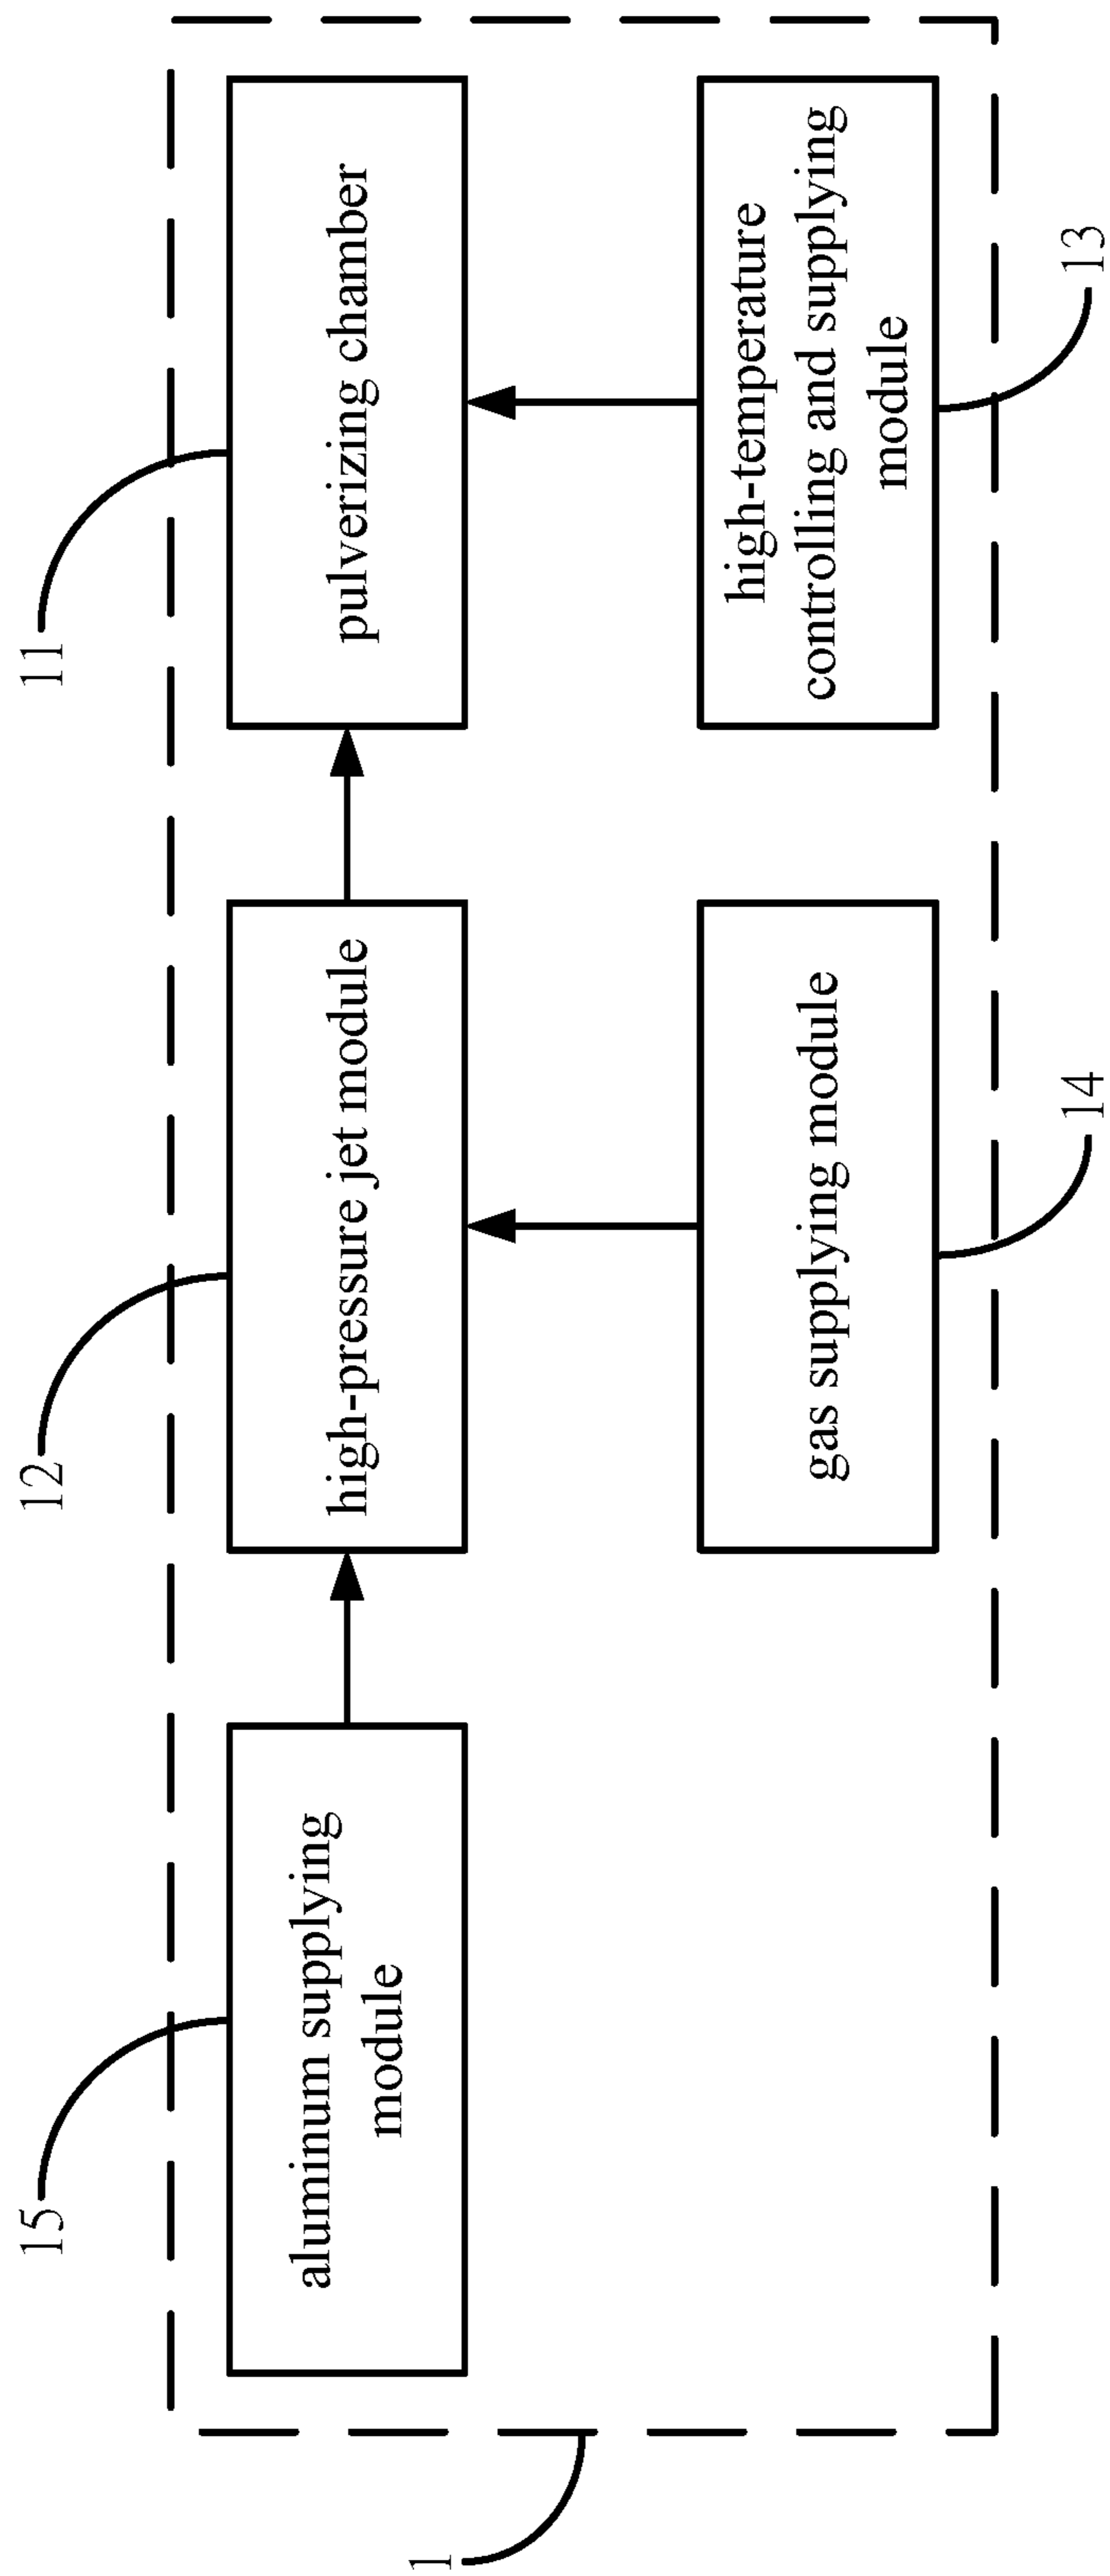 15
12
11
aluminum supplying
module
high-pressure jet module
pulverizing chamber
gas supplying module
high-temperature
controlling and supplying
module
1
14
13